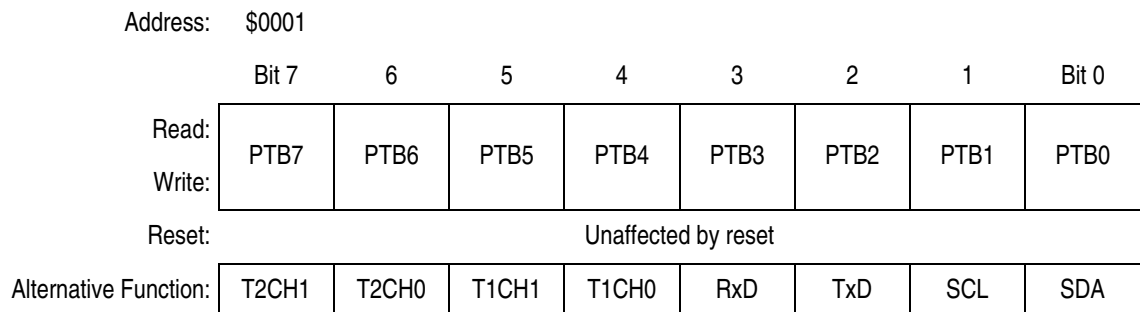 Address: $0001
Bit 7 6 5 4 3 2 1 Bit 0
Read:
PTB7 PTB6 PTB5 PTB4 PTB3 PTB2 PTB1 PTB0
Write:
Reset: Unaffected by reset
Alternative Function: T2CH1 T2CH0 T1CH1 T1CH0 RxD TxD SCL SDA